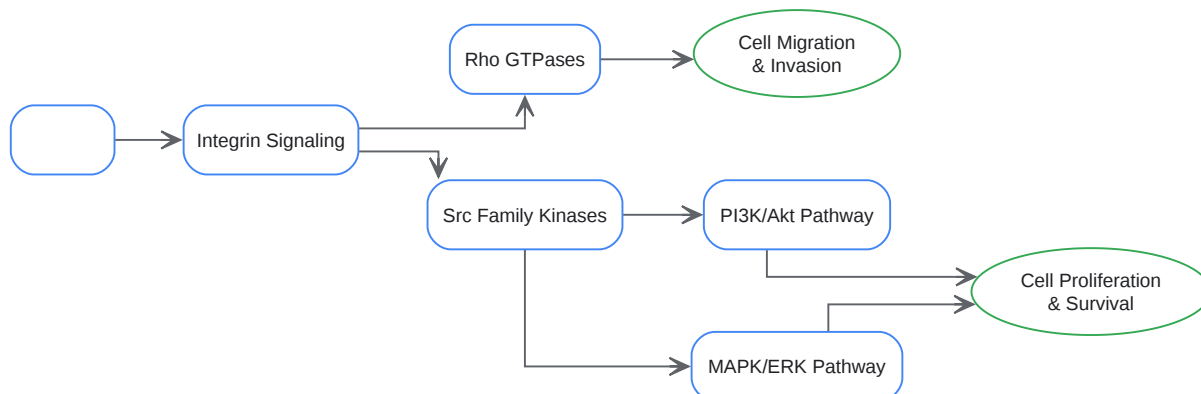 Rho GTPases
Cell Migration
& Invasion
Integrin Signaling
Src Family Kinases
PI3K/Akt Pathway
Cell Proliferation
& Survival
MAPK/ERK Pathway